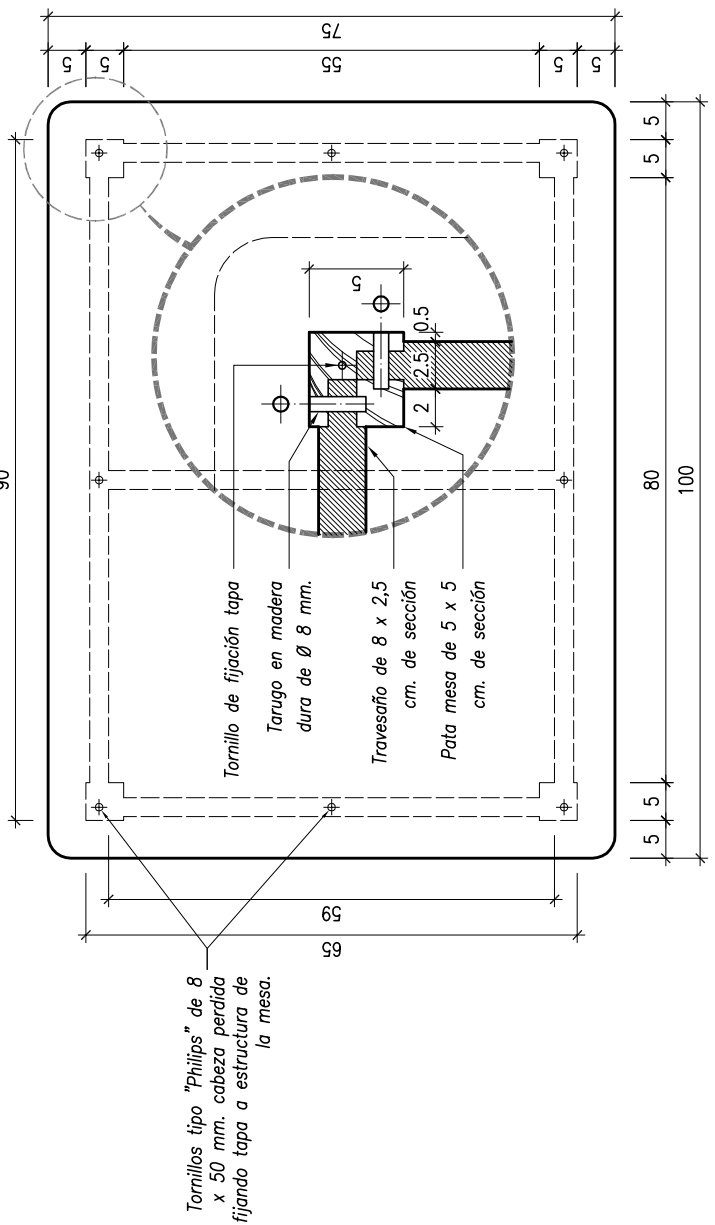 90
75
5
5
55
5
5
5
5
80
5
5
100
59
65
5
0.5
2.5
2
Tornillo de fijación tapa
Tarugo en madera
dura de Ø 8 mm.
Travesaño de 8 x 2,5
cm. de sección
Pata mesa de 5 x 5
cm. de sección
Tornillos tipo "Philips" de 8
x 50 mm. cabeza perdida
fijando tapa a estructura de
la mesa.